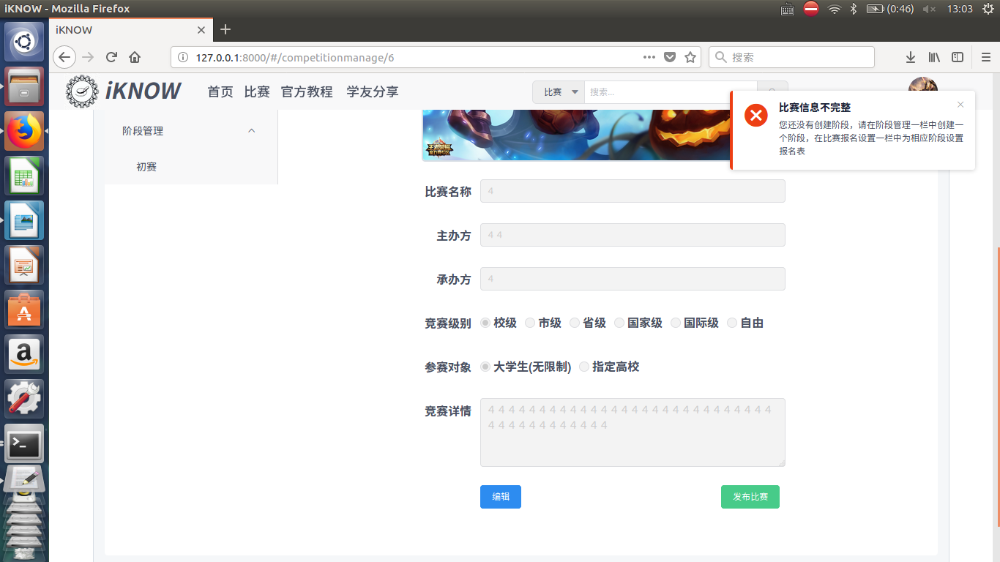 iKNOW - Mozilla Firefox
(0:46)
13:03
iKNOW
127.0.0.1:8000/#/competitionmanage/6
搜索
iKNOW
首页 比赛 官方教程 学友分享
比赛
搜索...
比赛信息不完整
您还没有创建阶段，请在阶段管理一栏中创建一
个阶段，在比赛报名设置一栏中为相应阶段设置
报名表
阶段管理
初赛
王者荣耀
比赛名称
4
主办方
4 4
承办方
4
竞赛级别
校级 市级 省级 国家级 国际级 自由
参赛对象
大学生(无限制) 指定高校
竞赛详情
4 4 4 4 4 4 4 4 4 4 4 4 4 4 4 4 4 4 4 4 4 4 4 4 4 4 4 4
4 4 4 4 4 4 4 4 4 4 4 4
编辑
发布比赛